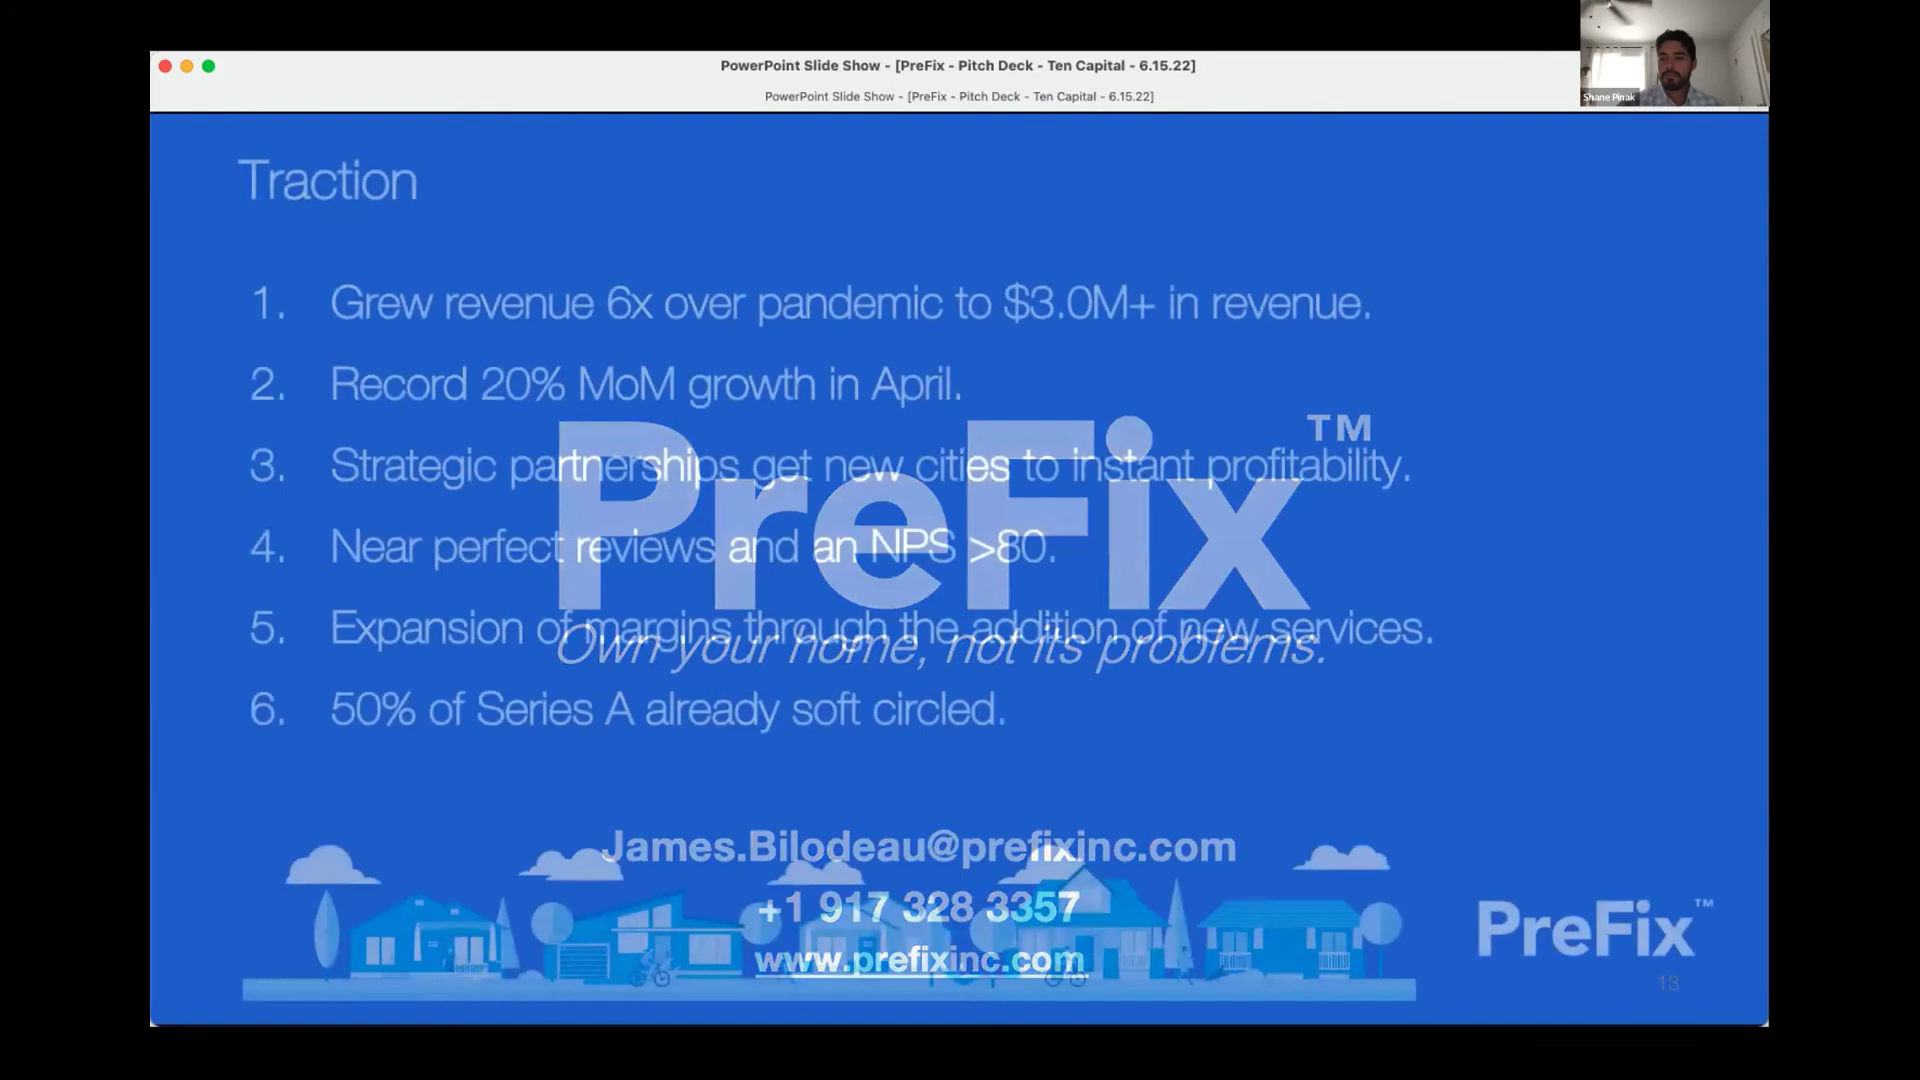 PowerPoint Slide Show - [PreFix - Pitch Deck - Ten Capital - 6.15.22]
PowerPoint Slide Show - [PreFix - Pitch Deck - Ten Capital - 6.15.22]
Shane Pinak
Traction
1. Grew revenue 6x over pandemic to $3.0M+ in revenue.
2. Record 20% MoM growth in April.
3. Strategic partnerships get new cities to instant profitability.
4. Near perfect reviews and an NPS >80.
5. Expansion of margins through the addition of new services.
6. 50% of Series A already soft circled.
PreFix™
Own your home, not its problems.
James.Bilodeau@prefixinc.com
+1 917 328 3357
www.prefixinc.com
PreFix™
13